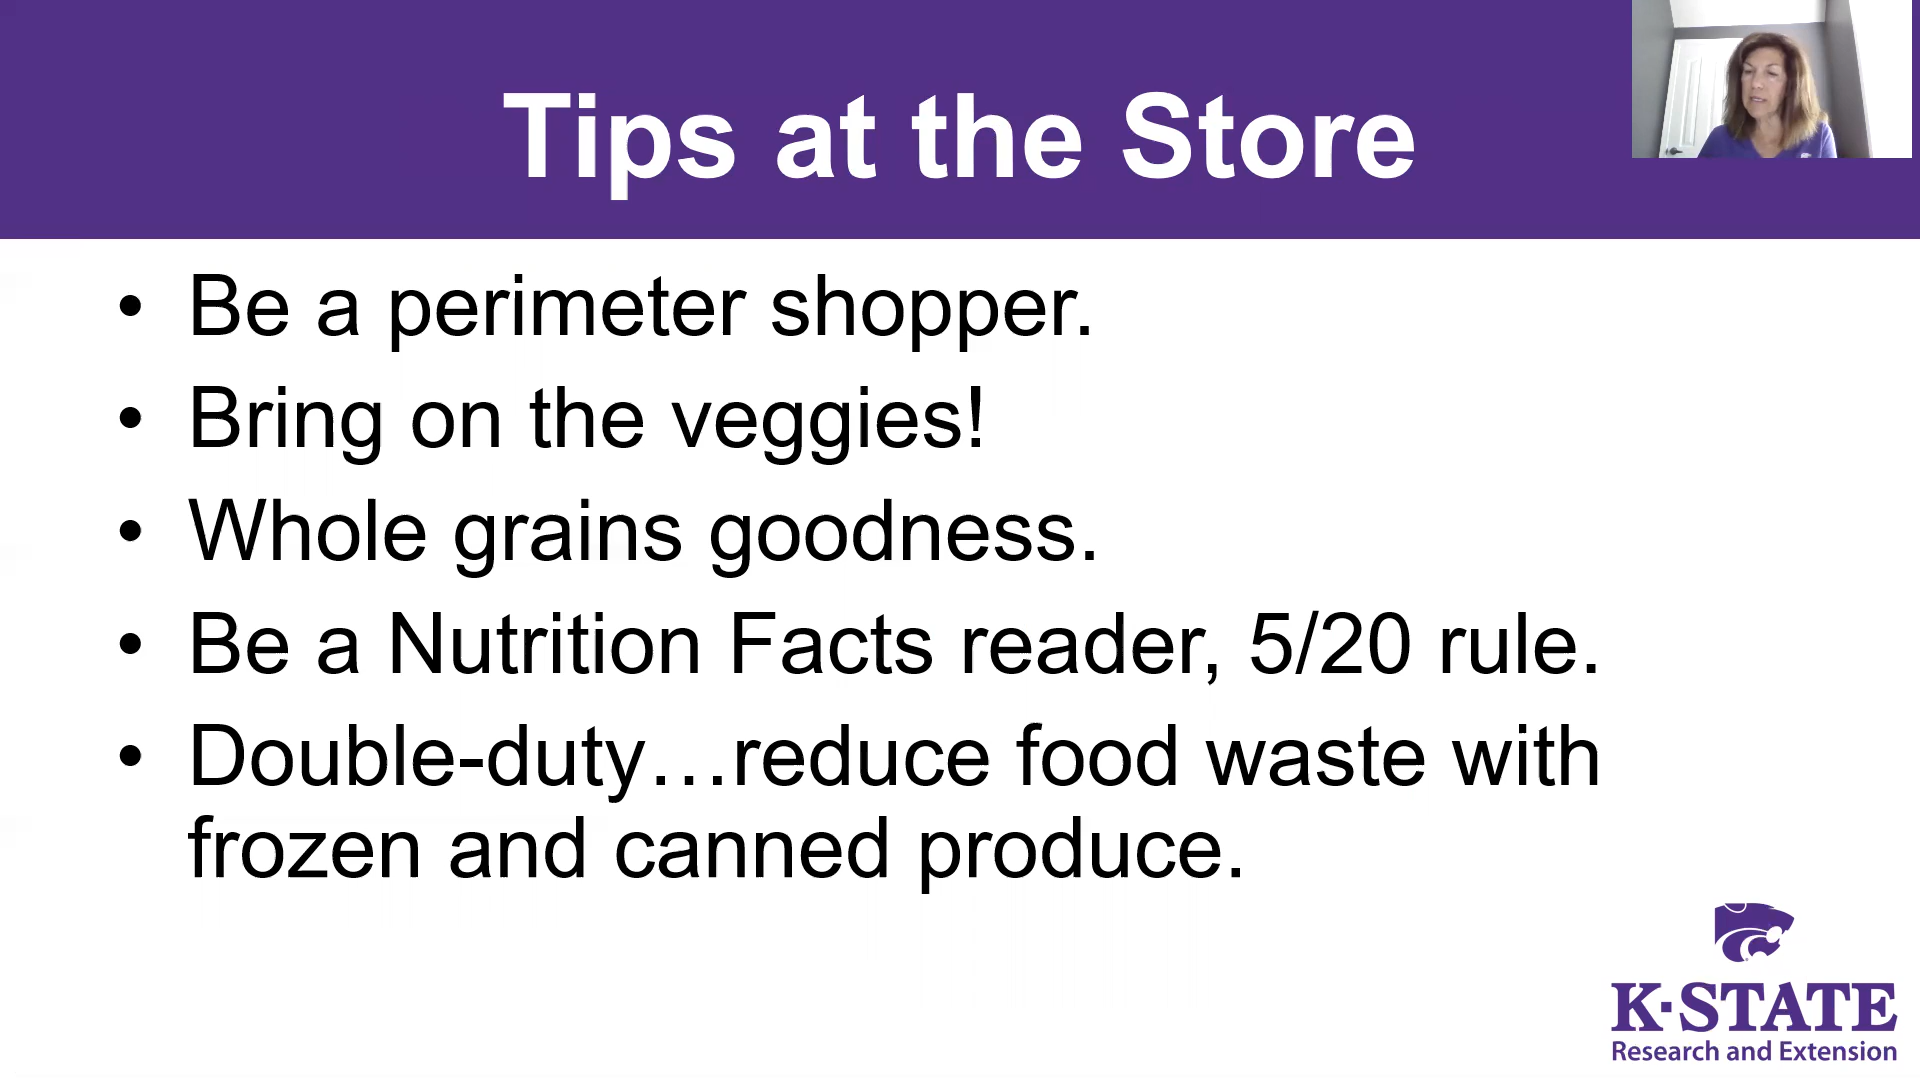 Tips at the Store
• Be a perimeter shopper.
• Bring on the veggies!
• Whole grains goodness.
• Be a Nutrition Facts reader, 5/20 rule.
• Double-duty…reduce food waste with
frozen and canned produce.
K-STATE
Research and Extension